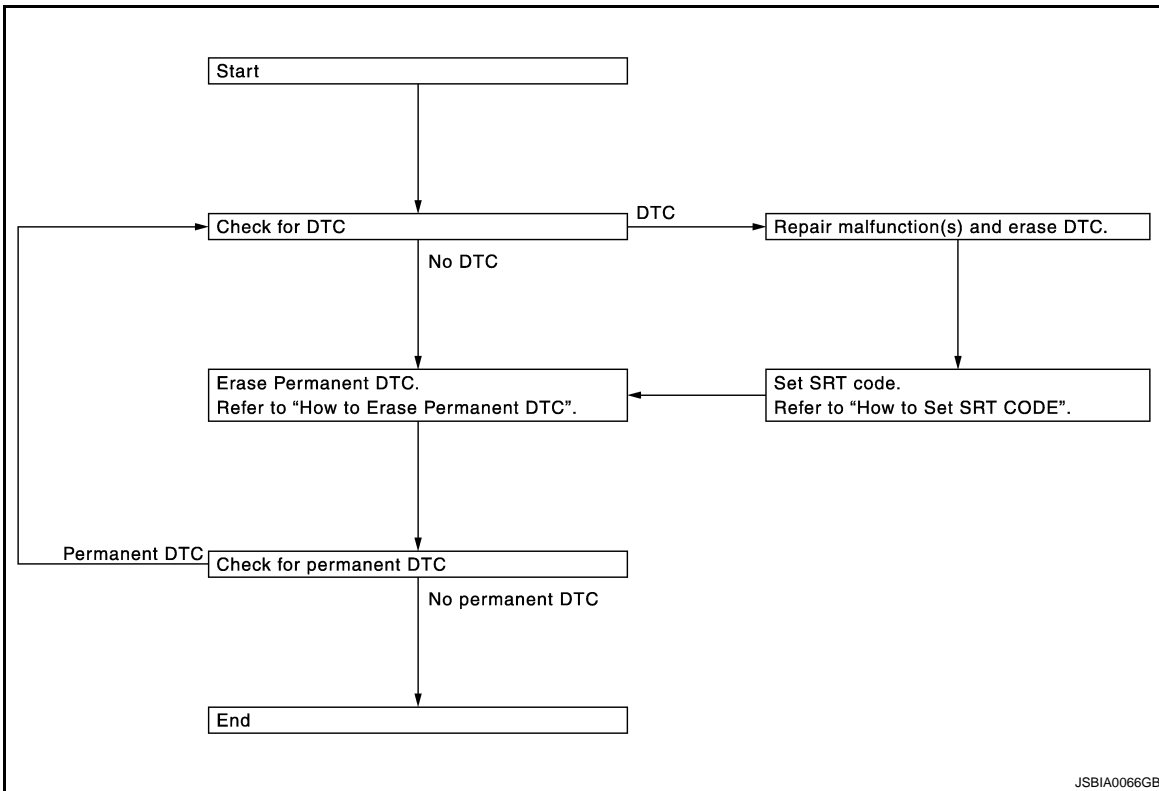 Start
Check for DTC
DTC
Repair malfunction(s) and erase DTC.
No DTC
Erase Permanent DTC.
Refer to “How to Erase Permanent DTC”.
Set SRT code.
Refer to “How to Set SRT CODE”.
Permanent DTC
Check for permanent DTC
No permanent DTC
End
JSBIA0066GB